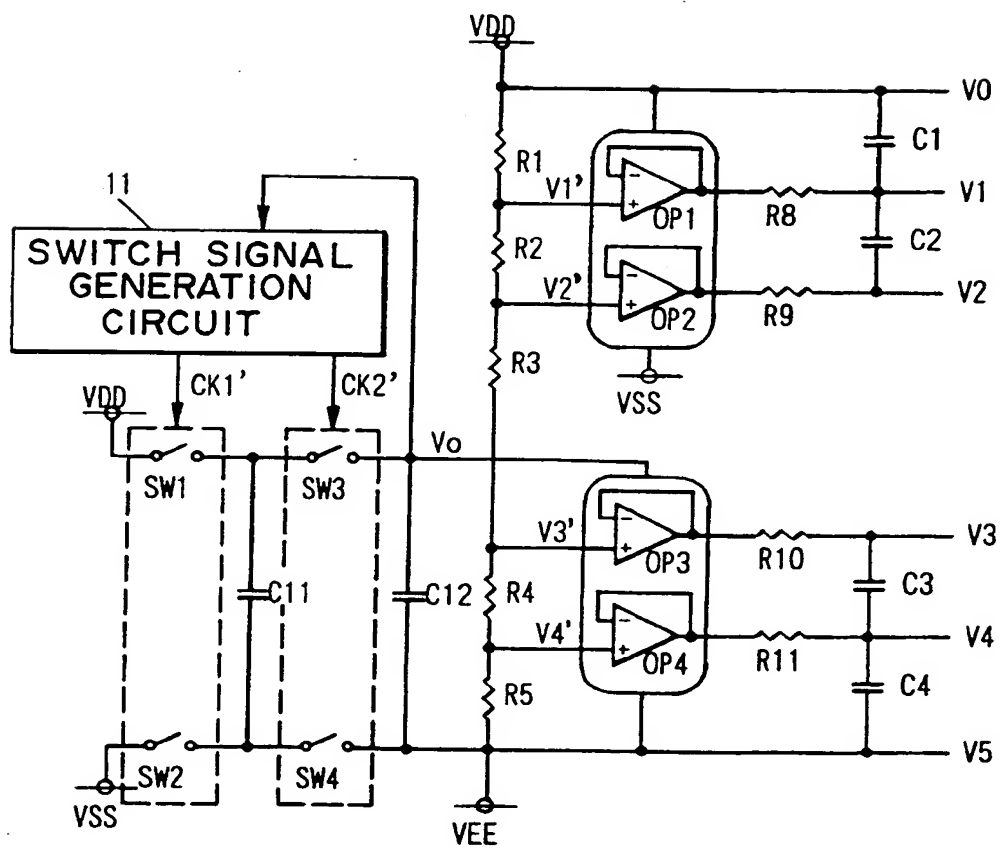 VDD
V0
R1
C1
V1'
OP1
R8
V1
11
SWITCH SIGNAL
GENERATION
CIRCUIT
R2
C2
V2'
OP2
R9
V2
CK1'
CK2'
R3
VSS
VDD
Vo
SW1
SW3
V3'
OP3
R10
V3
C11
C12
R4
C3
V4'
OP4
R11
V4
R5
C4
SW2
SW4
V5
VSS
VEE
-
+
-
+
-
+
-
+